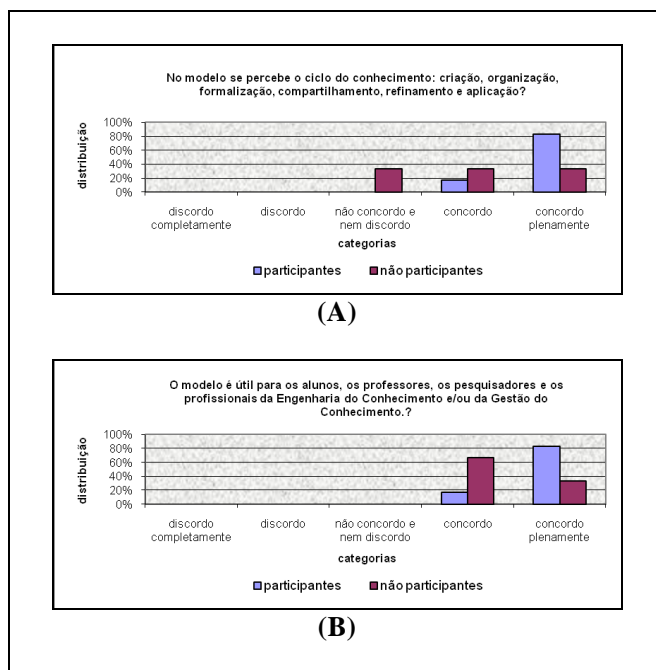 No modelo se percebe o ciclo do conhecimento: criação, organização,
formalização, compartilhamento, refinamento e aplicação?
distribuição
100%
80%
60%
40%
20%
0%
discordo
completamente
discordo
não concordo e
nem discordo
concordo
concordo
plenamente
categorias
participantes
não participantes
(A)
O modelo é útil para os alunos, os professores, os pesquisadores e os
profissionais da Engenharia do Conhecimento e/ou da Gestão do
Conhecimento.?
distribuição
100%
80%
60%
40%
20%
0%
discordo
completamente
discordo
não concordo e
nem discordo
concordo
concordo
plenamente
categorias
participantes
não participantes
(B)